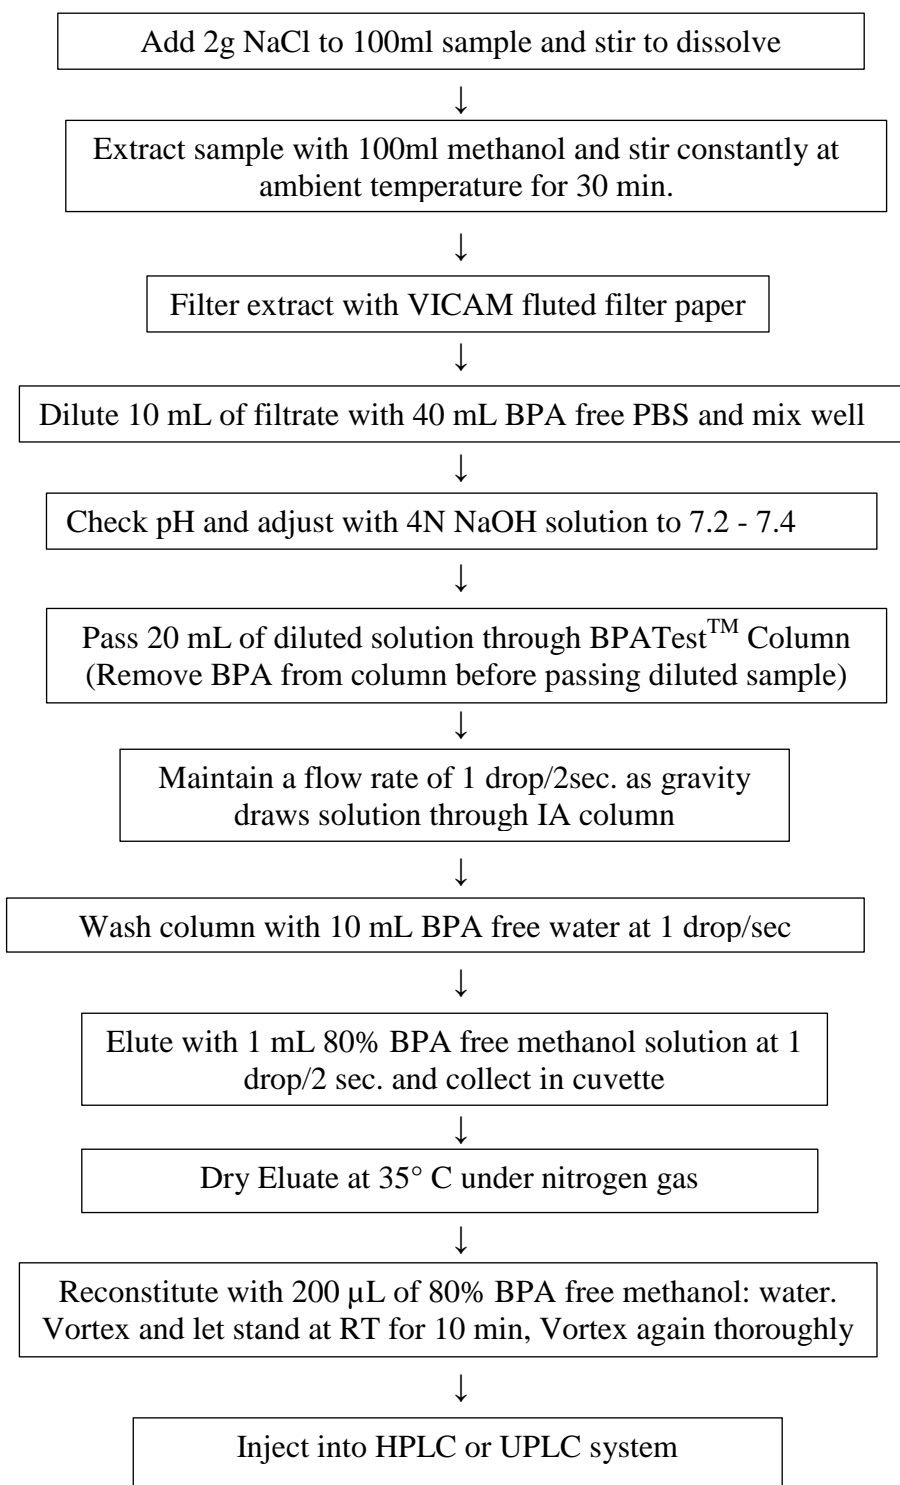 Add 2g NaCl to 100ml sample and stir to dissolve
↓
Extract sample with 100ml methanol and stir constantly at
ambient temperature for 30 min.
↓
Filter extract with VICAM fluted filter paper
↓
Dilute 10 mL of filtrate with 40 mL BPA free PBS and mix well
↓
Check pH and adjust with 4N NaOH solution to 7.2 - 7.4
↓
Pass 20 mL of diluted solution through BPATest™ Column
(Remove BPA from column before passing diluted sample)
↓
Maintain a flow rate of 1 drop/2sec. as gravity
draws solution through IA column
↓
Wash column with 10 mL BPA free water at 1 drop/sec
↓
Elute with 1 mL 80% BPA free methanol solution at 1
drop/2 sec. and collect in cuvette
↓
Dry Eluate at 35° C under nitrogen gas
↓
Reconstitute with 200 µL of 80% BPA free methanol: water.
Vortex and let stand at RT for 10 min, Vortex again thoroughly
↓
Inject into HPLC or UPLC system